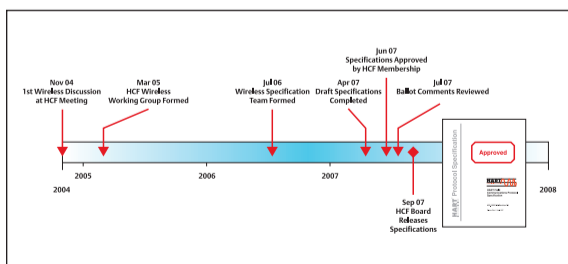 Nov 04
1st Wireless Discussion
at HCF Meeting
Mar 05
HCF Wireless
Working Group Formed
Jul 06
Wireless Specification
Team Formed
Apr 07
Draft Specifications
Completed
Jun 07
Specifications Approved
by HCF Membership
Jul 07
Ballot Comments Reviewed
2004
2005
2006
2007
2008
Sep 07
HCF Board
Releases
Specifications
HART Protocol Specification
Approved
HART